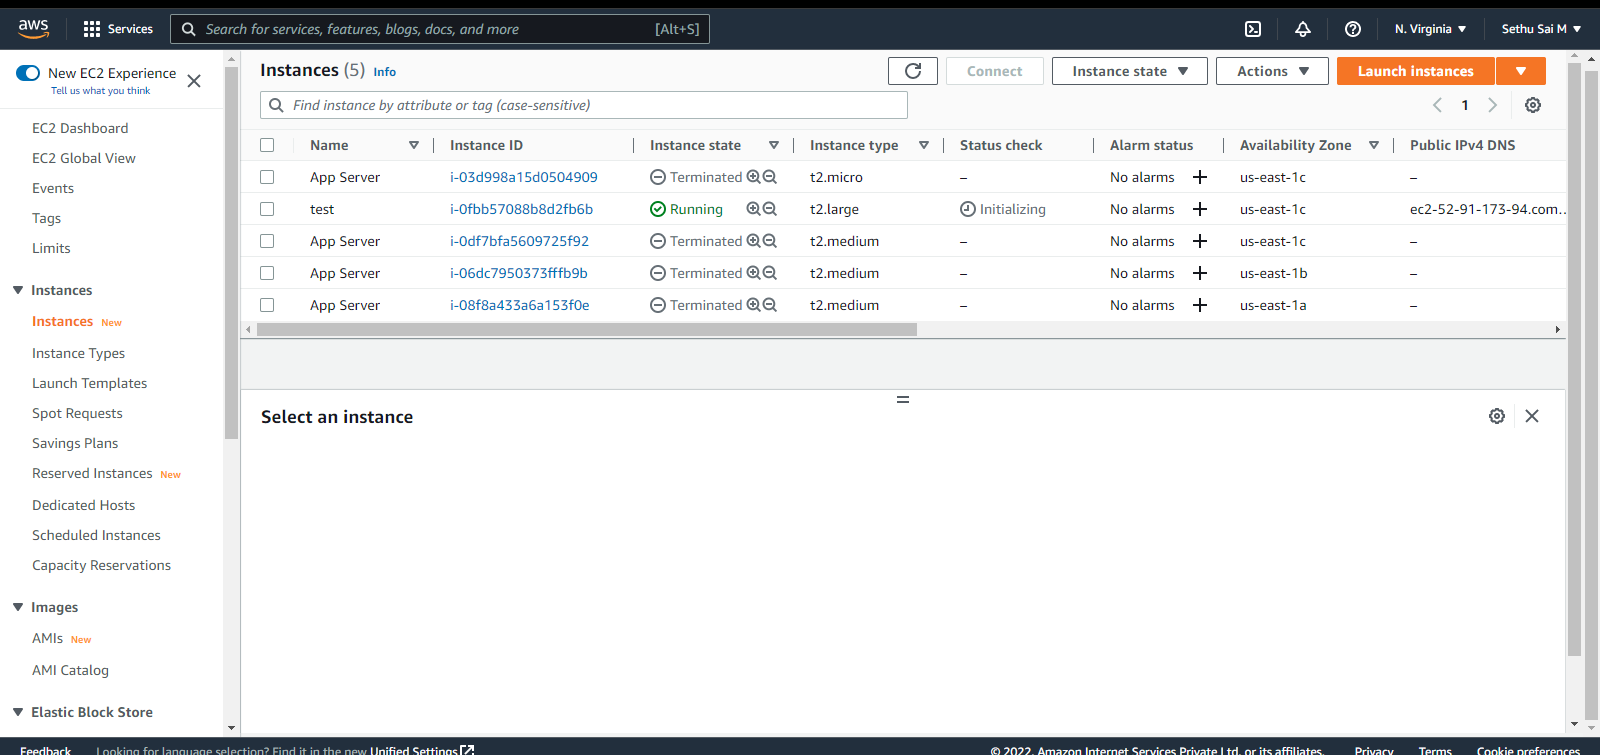 aws
Services
Search for services, features, blogs, docs, and more [Alt+S]
N. Virginia
Sethu Sai M
New EC2 Experience
Tell us what you think
EC2 Dashboard
EC2 Global View
Events
Tags
Limits
Instances
Instances New
Instance Types
Launch Templates
Spot Requests
Savings Plans
Reserved Instances New
Dedicated Hosts
Scheduled Instances
Capacity Reservations
Images
AMIs New
AMI Catalog
Elastic Block Store
Instances (5) Info
Connect
Instance state
Actions
Launch instances
Find instance by attribute or tag (case-sensitive)
1
Name Instance ID Instance state Instance type Status check Alarm status Availability Zone Public IPv4 DNS
App Server i-03d998a15d0504909 Terminated t2.micro – No alarms us-east-1c –
test i-0fbb57088b8d2fb6b Running t2.large Initializing No alarms us-east-1c ec2-52-91-173-94.com...
App Server i-0df7bfa5609725f92 Terminated t2.medium – No alarms us-east-1c –
App Server i-06dc7950373fffb9b Terminated t2.medium – No alarms us-east-1b –
App Server i-08f8a433a6a153f0e Terminated t2.medium – No alarms us-east-1a –
Select an instance
Feedback Looking for language selection? Find it in the new Unified Settings © 2022, Amazon Internet Services Private Ltd. or its affiliates. Privacy Terms Cookie preferences